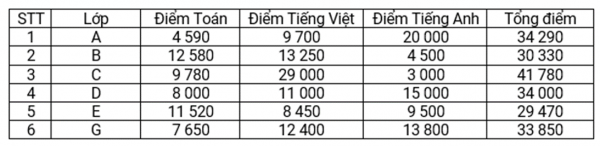 STT Lớp Điểm Toán Điểm Tiếng Việt Điểm Tiếng Anh Tổng điểm
1 A 4 590 9 700 20 000 34 290
2 B 12 580 13 250 4 500 30 330
3 C 9 780 29 000 3 000 41 780
4 D 8 000 11 000 15 000 34 000
5 E 11 520 8 450 9 500 29 470
6 G 7 650 12 400 13 800 33 850